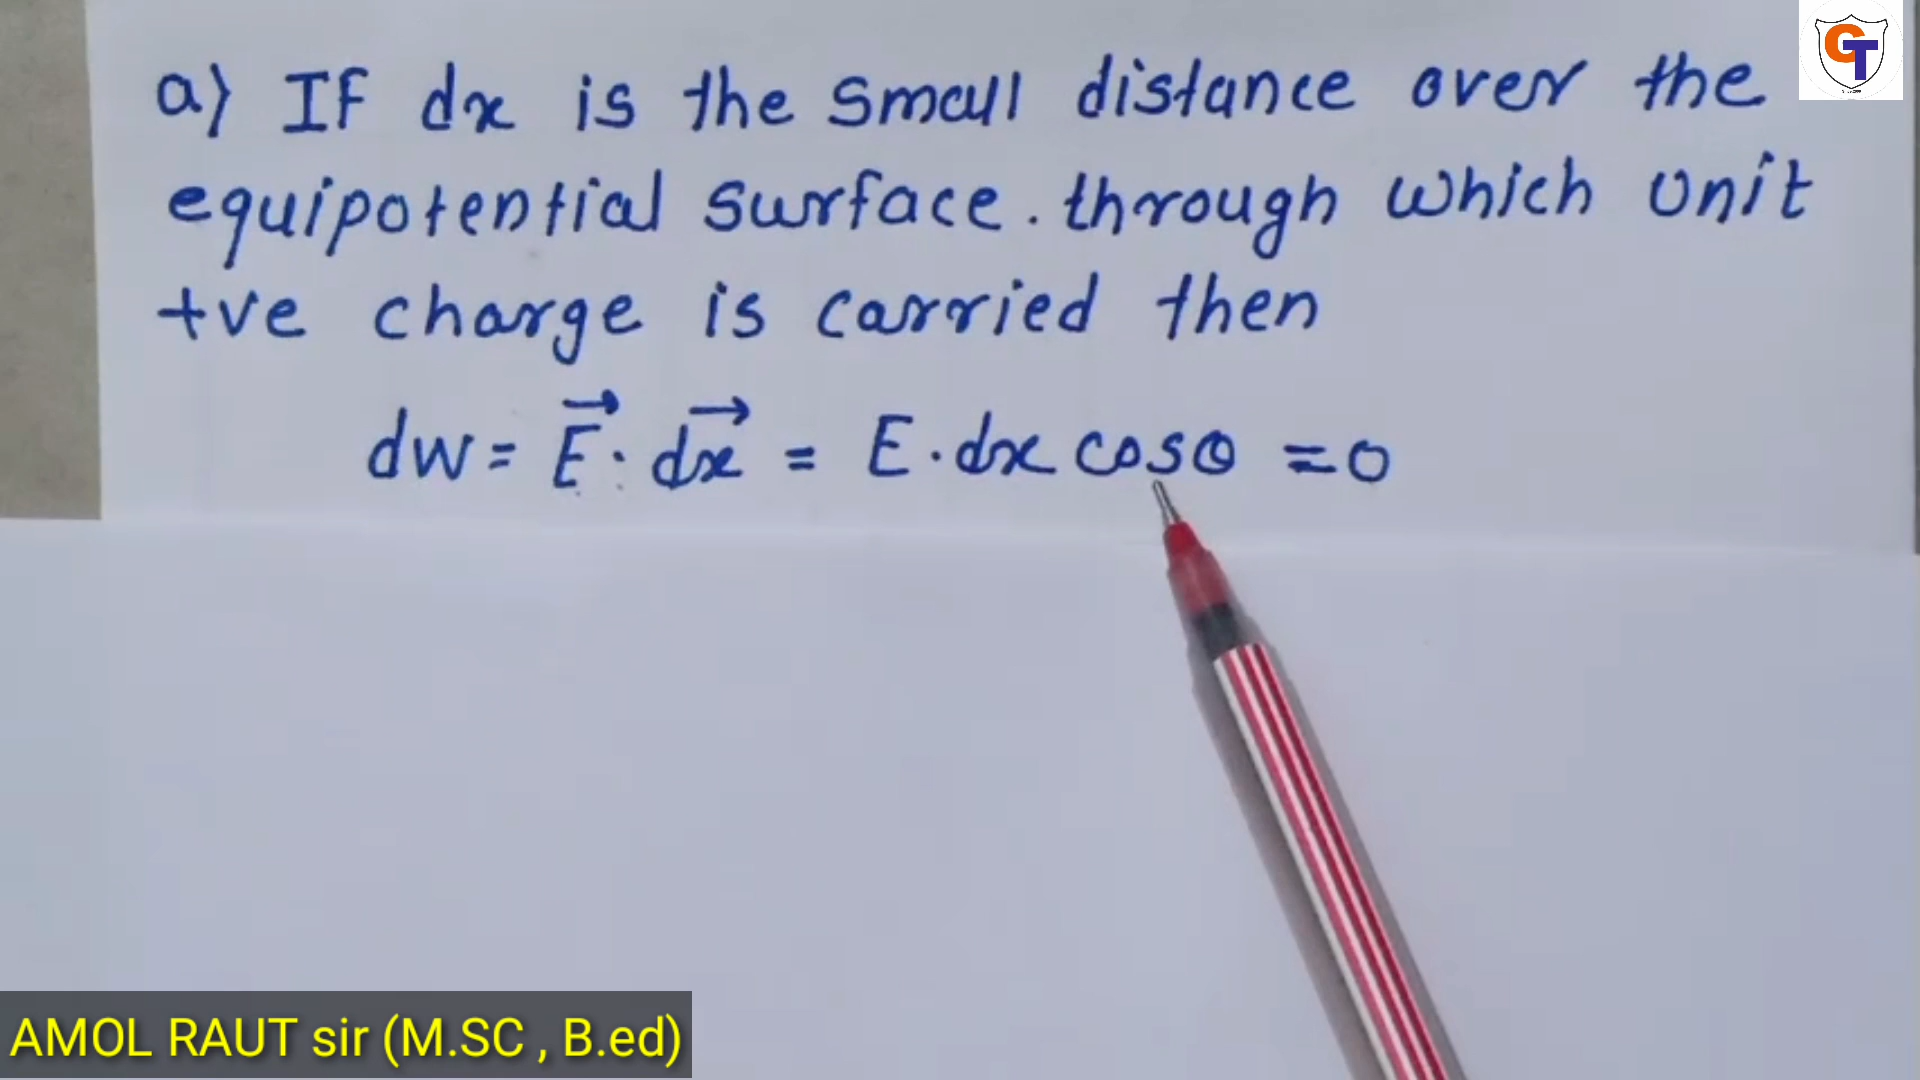 GT
a) IF dx is the small distance over the
equipotential surface. through which unit
+ve charge is carried then
dw = E⃗ · dx⃗ = E · dx cosθ = 0
AMOL RAUT sir (M.SC , B.ed)